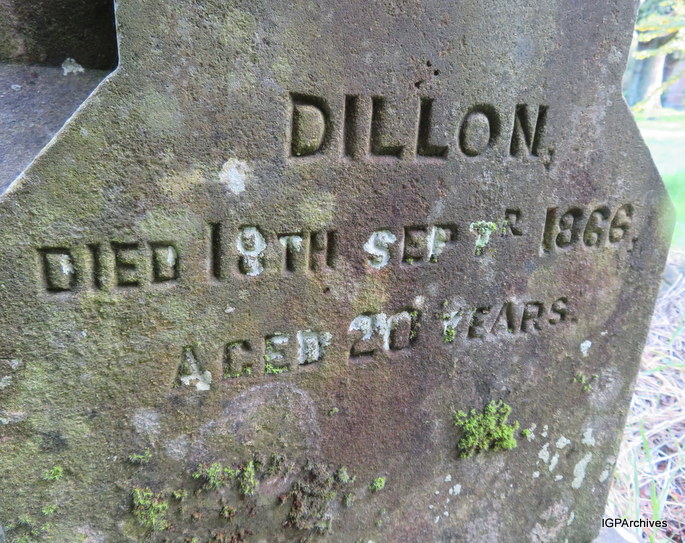 DILLON,
DIED 18TH SEPTR 1866,
AGED 20 YEARS.
IGPArchives